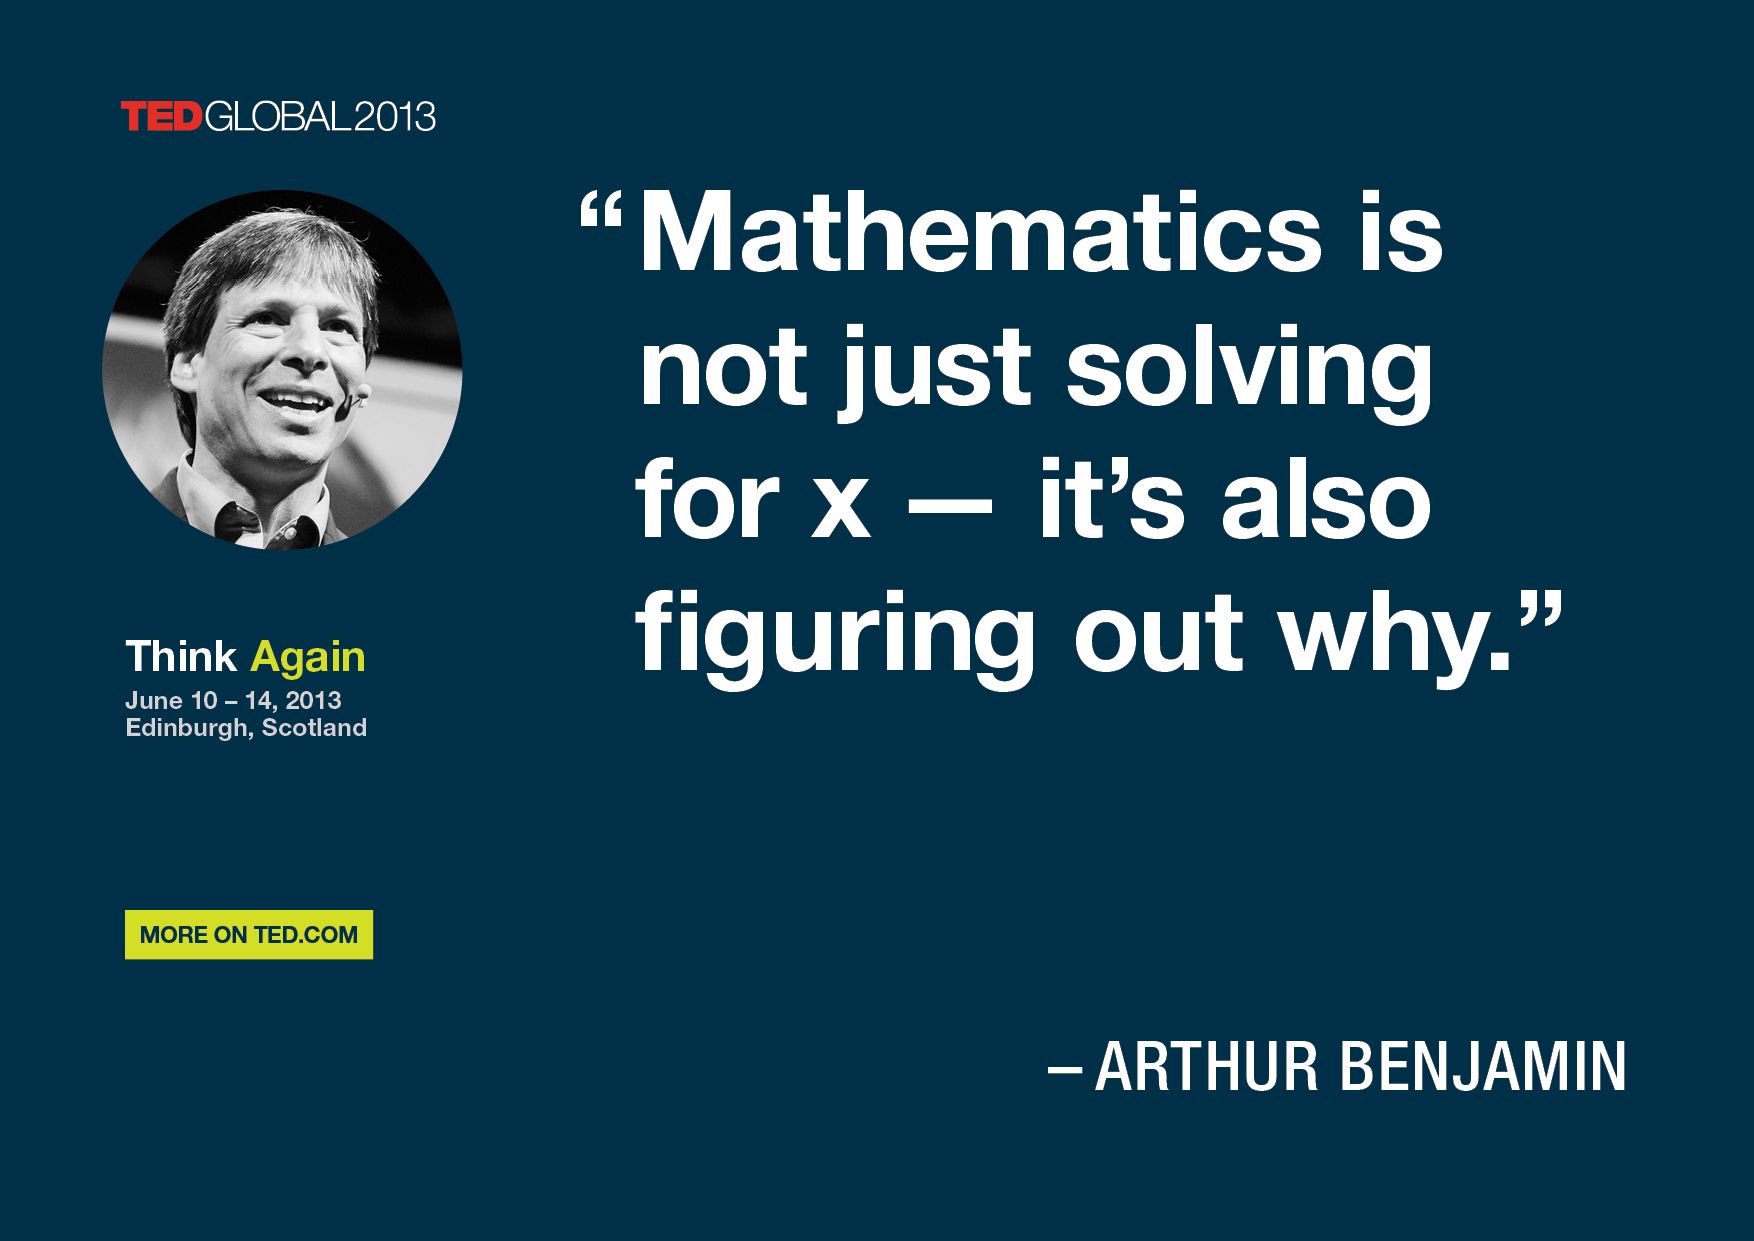 TEDGLOBAL2013
“Mathematics is
not just solving
for x — it’s also
figuring out why.”
Think Again
June 10 – 14, 2013
Edinburgh, Scotland
MORE ON TED.COM
– ARTHUR BENJAMIN